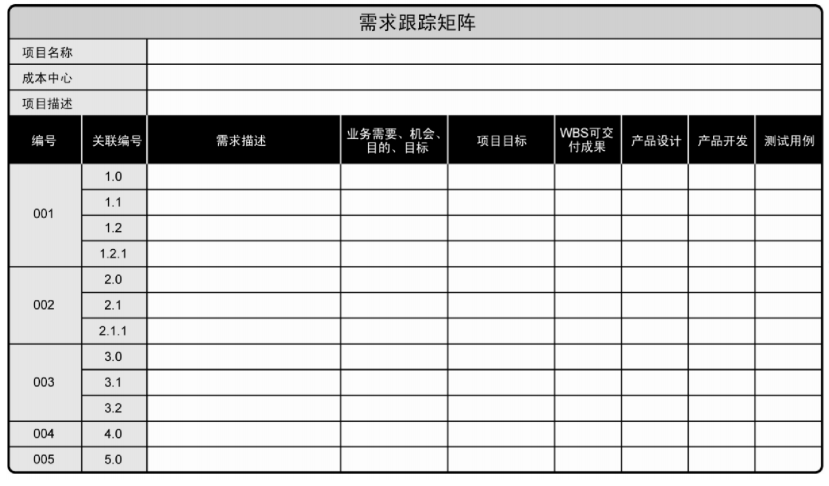 需求跟踪矩阵
项目名称
成本中心
项目描述
编号 关联编号 需求描述 业务需要、机会、目的、目标 项目目标 WBS可交付成果 产品设计 产品开发 测试用例
001 1.0
1.1
1.2
1.2.1
002 2.0
2.1
2.1.1
003 3.0
3.1
3.2
004 4.0
005 5.0